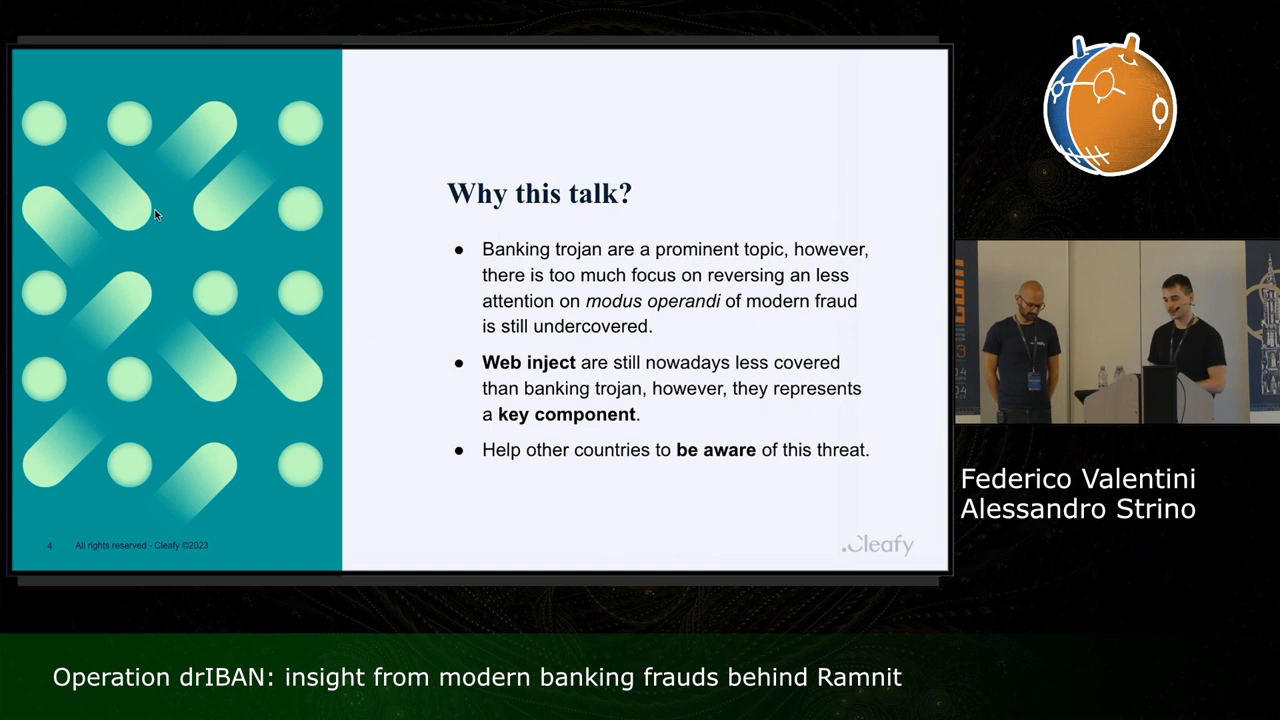 Why this talk?
● Banking trojan are a prominent topic, however,
there is too much focus on reversing an less
attention on modus operandi of modern fraud
is still undercovered.
● Web inject are still nowadays less covered
than banking trojan, however, they represents
a key component.
● Help other countries to be aware of this threat.
4 All rights reserved - Cleafy ©2023
.Cleafy
Federico Valentini
Alessandro Strino
Operation drIBAN: insight from modern banking frauds behind Ramnit